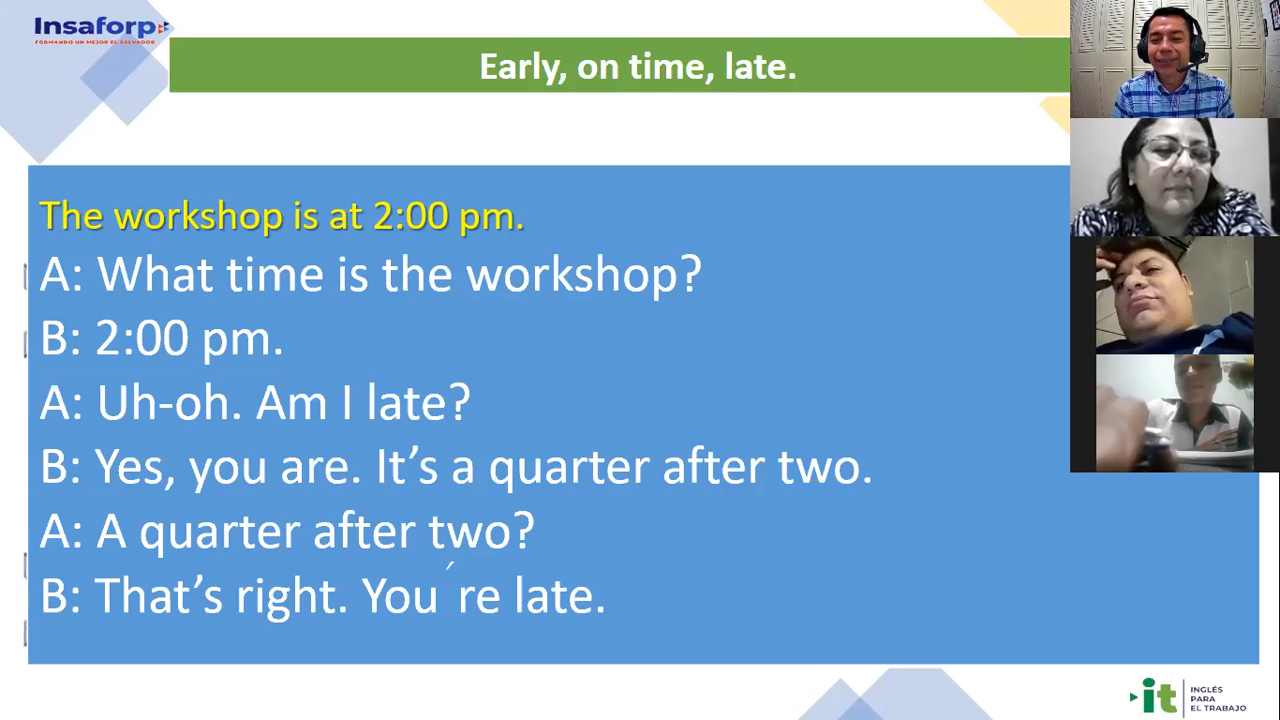 Insaforp
FORMANDO UN MEJOR EL SALVADOR
Early, on time, late.
The workshop is at 2:00 pm.
A: What time is the workshop?
B: 2:00 pm.
A: Uh-oh. Am I late?
B: Yes, you are. It’s a quarter after two.
A: A quarter after two?
B: That’s right. You´re late.
it
INGLÉS
PARA
EL TRABAJO